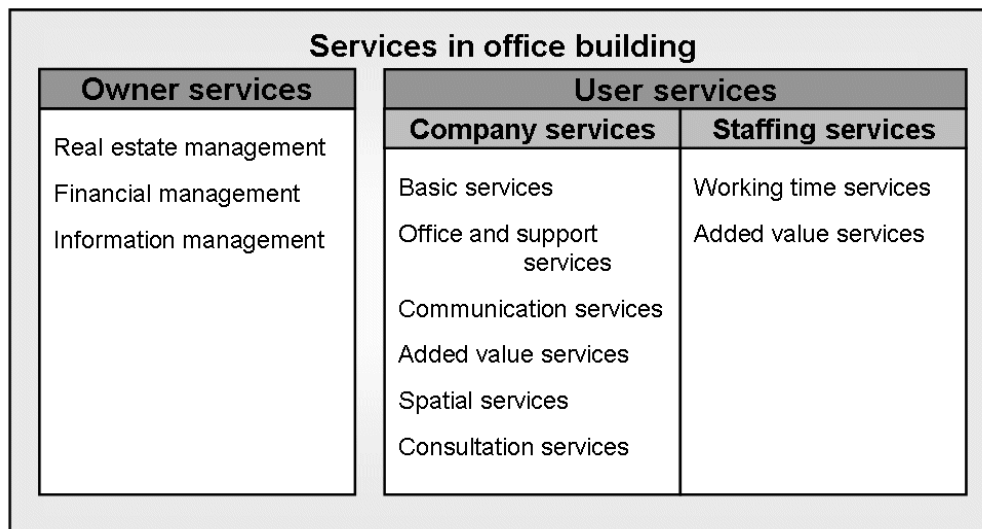 Services in office building
Owner services
Real estate management
Financial management
Information management
User services
Company services
Basic services
Office and support
services
Communication services
Added value services
Spatial services
Consultation services
Staffing services
Working time services
Added value services